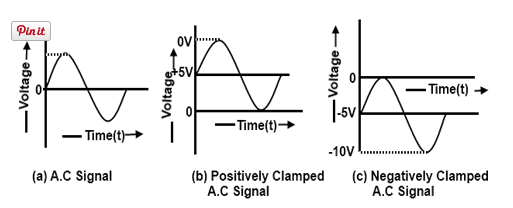 Pin it
Voltage
0
Time(t)
(a) A.C Signal
0V
+5V
Voltage
0
Time(t)
(b) Positively Clamped
A.C Signal
0
Voltage
Time(t)
-5V
-10V
(c) Negatively Clamped
A.C Signal